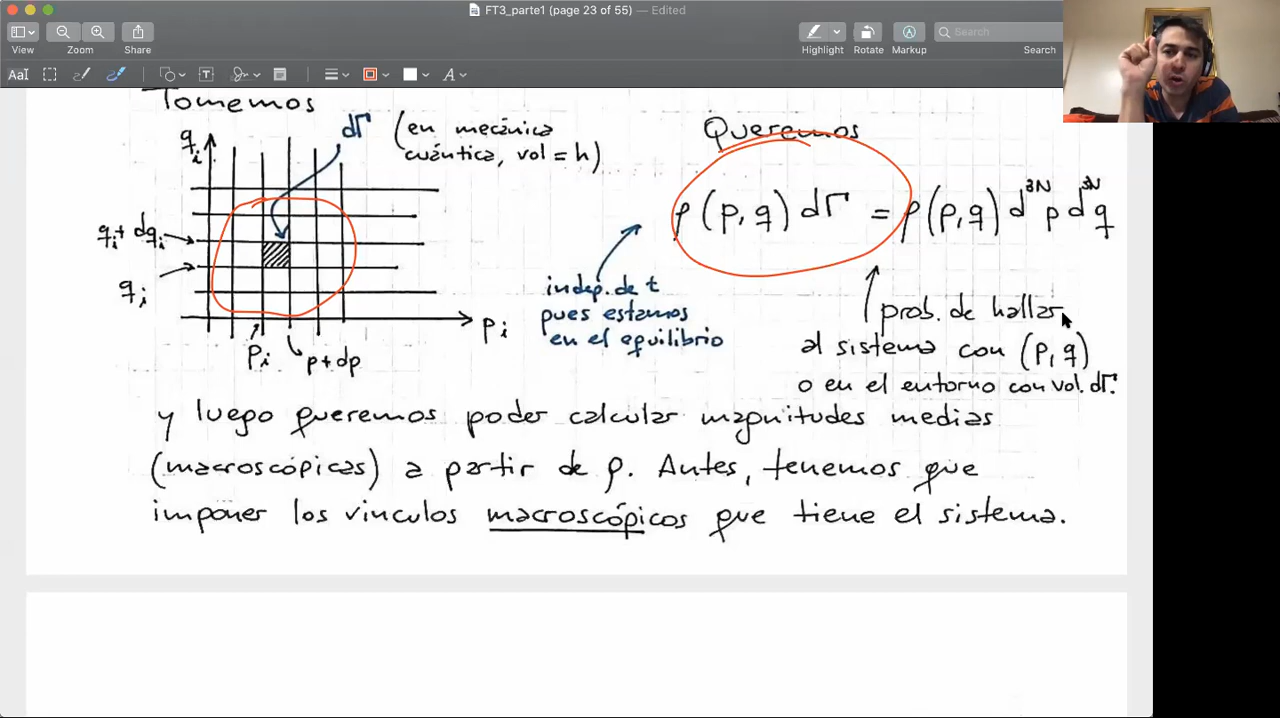 FT3_parte1 (page 23 of 55) — Edited
View
Zoom
Share
Highlight
Rotate
Markup
Search
Search
AaI
T
A
Tomemos
q_i
dΓ
(en mecánica
cuántica, vol = h)
q_i + dq_i
q_i
p_i
p_i
p+dp
Queremos
ρ(p,q) dΓ = ρ(p,q) d^3N p d^3N q
indep. de t
pues estamos
en el equilibrio
prob. de hallar
al sistema con (p,q)
o en el entorno con vol. dΓ.
y luego queremos poder calcular magnitudes medias
(macroscópicas) a partir de ρ. Antes, tenemos que
imponer los vinculos macroscópicos que tiene el sistema.